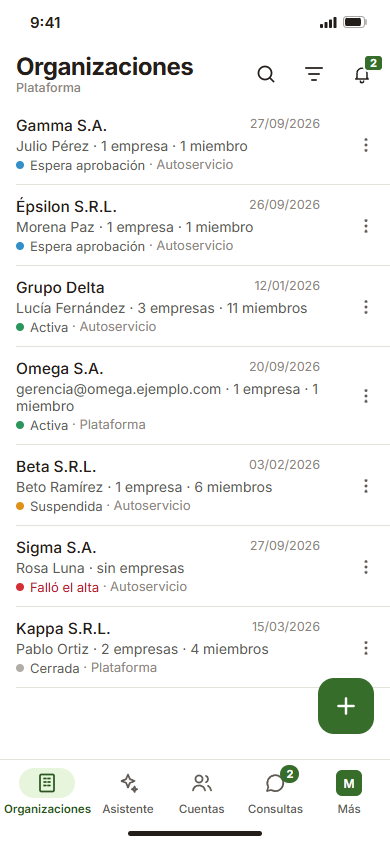 9:41
Organizaciones
2
Plataforma
Gamma S.A.
27/09/2026
Julio Pérez · 1 empresa · 1 miembro
Espera aprobación · Autoservicio
Épsilon S.R.L.
26/09/2026
Morena Paz · 1 empresa · 1 miembro
Espera aprobación · Autoservicio
Grupo Delta
12/01/2026
Lucía Fernández · 3 empresas · 11 miembros
Activa · Autoservicio
Omega S.A.
20/09/2026
gerencia@omega.ejemplo.com · 1 empresa · 1
miembro
Activa · Plataforma
Beta S.R.L.
03/02/2026
Beto Ramírez · 1 empresa · 6 miembros
Suspendida · Autoservicio
Sigma S.A.
27/09/2026
Rosa Luna · sin empresas
Falló el alta · Autoservicio
Kappa S.R.L.
15/03/2026
Pablo Ortiz · 2 empresas · 4 miembros
Cerrada · Plataforma
2
M
Organizaciones
Asistente
Cuentas
Consultas
Más